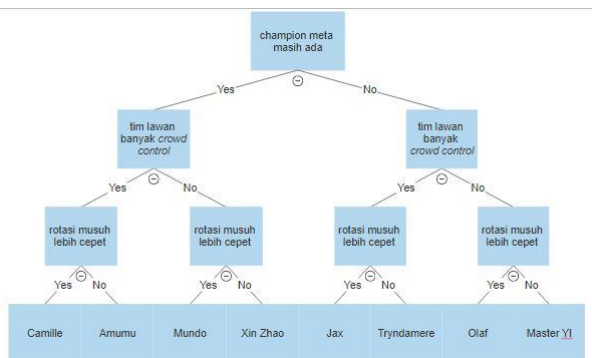 champion meta
masih ada
Yes
No
tim lawan
banyak crowd
control
tim lawan
banyak
crowd control
Yes
No
Yes
No
rotasi musuh
lebih cepet
rotasi musuh
lebih cepet
rotasi musuh
lebih cepet
rotasi musuh
lebih cepet
Yes
No
Yes
No
Yes
No
Yes
No
Camille
Amumu
Mundo
Xin Zhao
Jax
Tryndamere
Olaf
Master YI